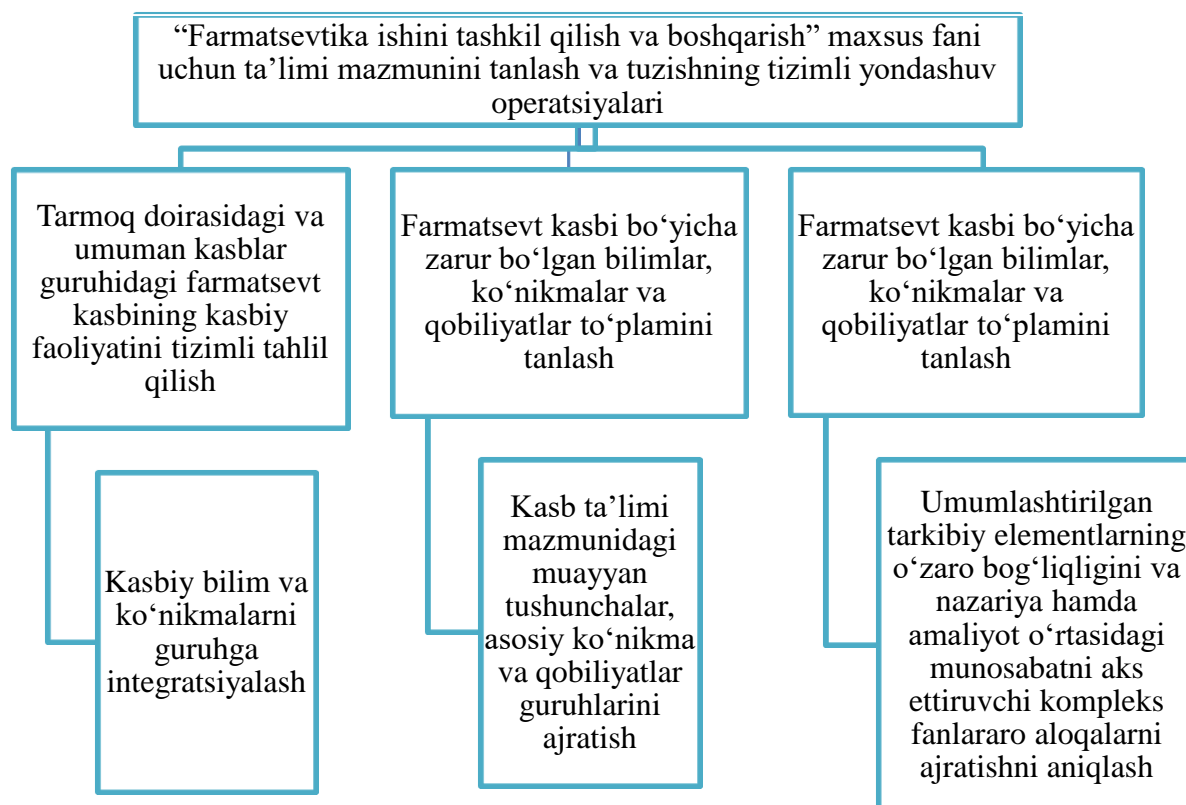 “Farmatsevtika ishini tashkil qilish va boshqarish” maxsus fani
uchun ta’limi mazmunini tanlash va tuzishning tizimli yondashuv
operatsiyalari
Tarmoq doirasidagi va
umuman kasblar
guruhidagi farmatsevt
kasbining kasbiy
faoliyatini tizimli tahlil
qilish
Kasbiy bilim va
ko‘nikmalarni
guruhga
integratsiyalash
Farmatsevt kasbi bo‘yicha
zarur bo‘lgan bilimlar,
ko‘nikmalar va
qobiliyatlar to‘plamini
tanlash
Kasb ta’limi
mazmunidagi
muayyan
tushunchalar,
asosiy ko‘nikma
va qobiliyatlar
guruhlarini
ajratish
Farmatsevt kasbi bo‘yicha
zarur bo‘lgan bilimlar,
ko‘nikmalar va
qobiliyatlar to‘plamini
tanlash
Umumlashtirilgan
tarkibiy elementlarning
o‘zaro bog‘liqligini va
nazariya hamda
amaliyot o‘rtasidagi
munosabatni aks
ettiruvchi kompleks
fanlararo aloqalarni
ajratishni aniqlash